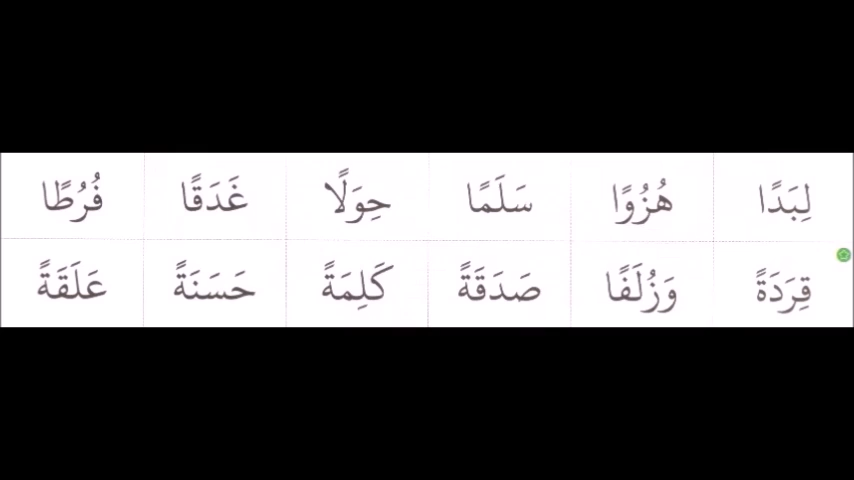 لِبَدًا هُزُوًا سَلَمًا حِوَلًا غَدَقًا فُرُطًا
قِرَدَةً وَزُلَفًا صَدَقَةً كَلِمَةً حَسَنَةً عَلَقَةً